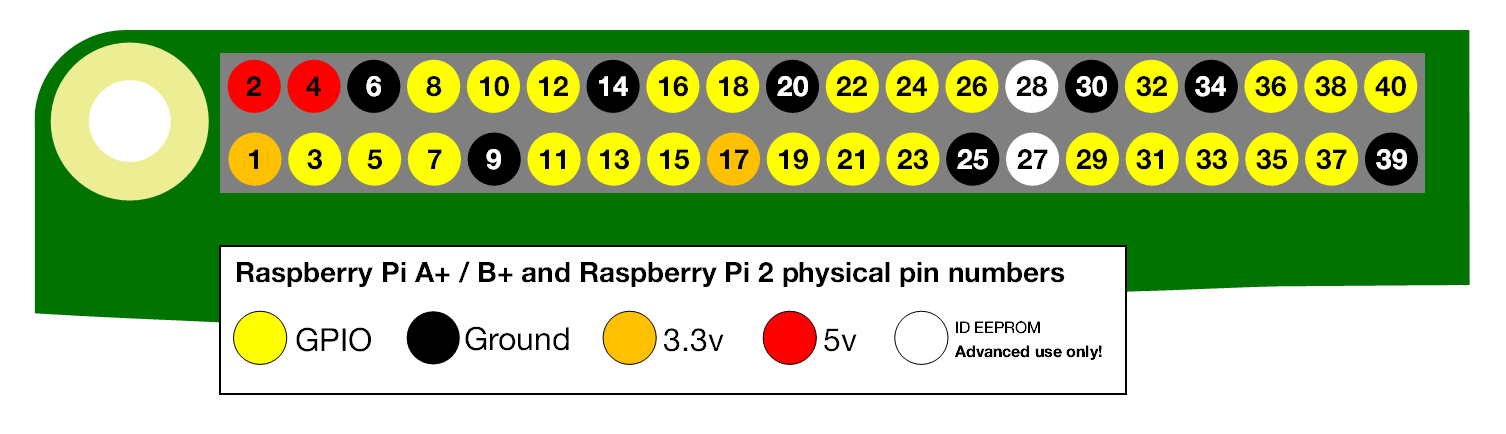 2 4 6 8 10 12 14 16 18 20 22 24 26 28 30 32 34 36 38 40
1 3 5 7 9 11 13 15 17 19 21 23 25 27 29 31 33 35 37 39
Raspberry Pi A+ / B+ and Raspberry Pi 2 physical pin numbers
GPIO Ground 3.3v 5v ID EEPROM
Advanced use only!